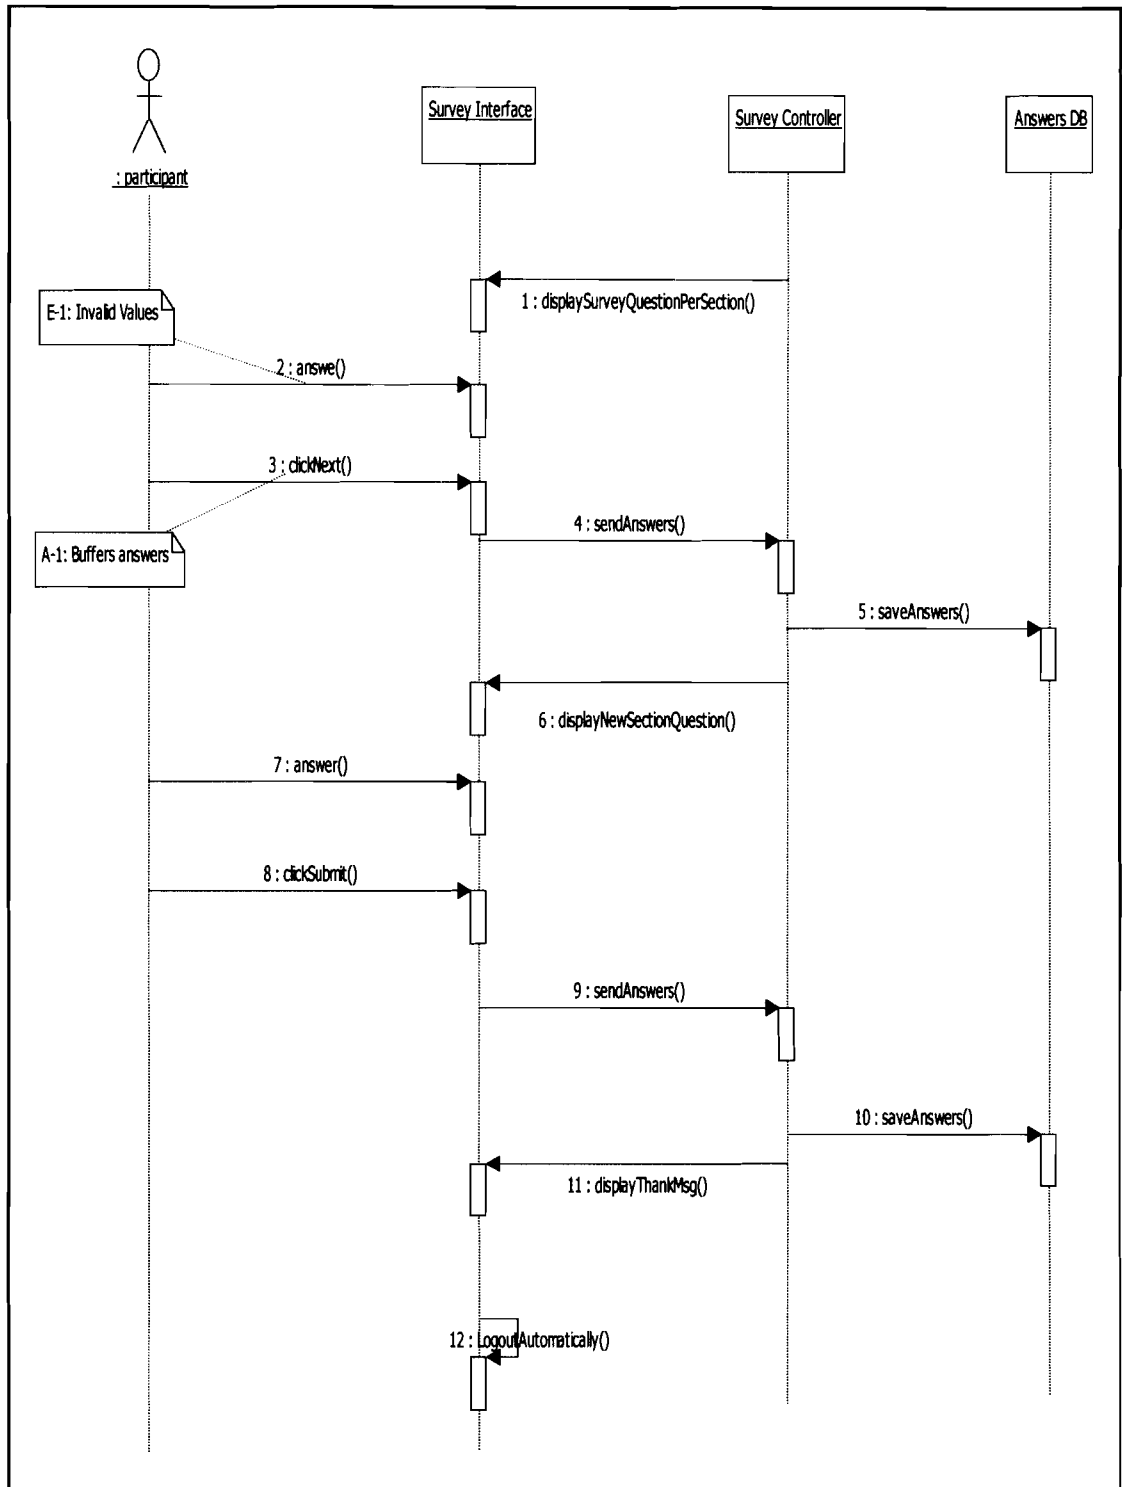 Survey Interface
Survey Controller
Answers DB
: participant
1 : displaySurveyQuestionPerSection()
E-1: Invalid Values
2 : answe()
3 : clickNext()
4 : sendAnswers()
A-1: Buffers answers
5 : saveAnswers()
6 : displayNewSectionQuestion()
7 : answer()
8 : clickSubmit()
9 : sendAnswers()
10 : saveAnswers()
11 : displayThankMsg()
12 : LogoutAutomatically()